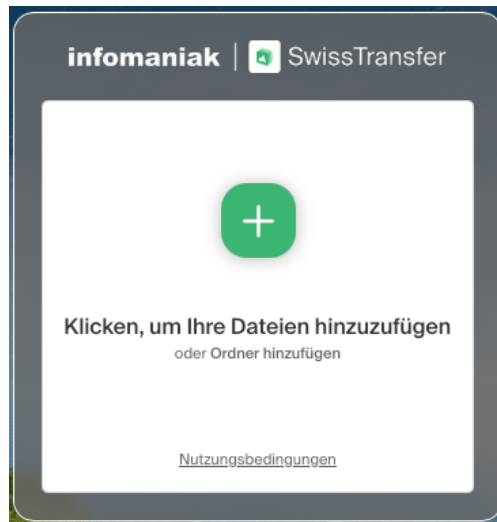 infomaniak | SwissTransfer
Klicken, um Ihre Dateien hinzuzufügen
oder Ordner hinzufügen
Nutzungsbedingungen